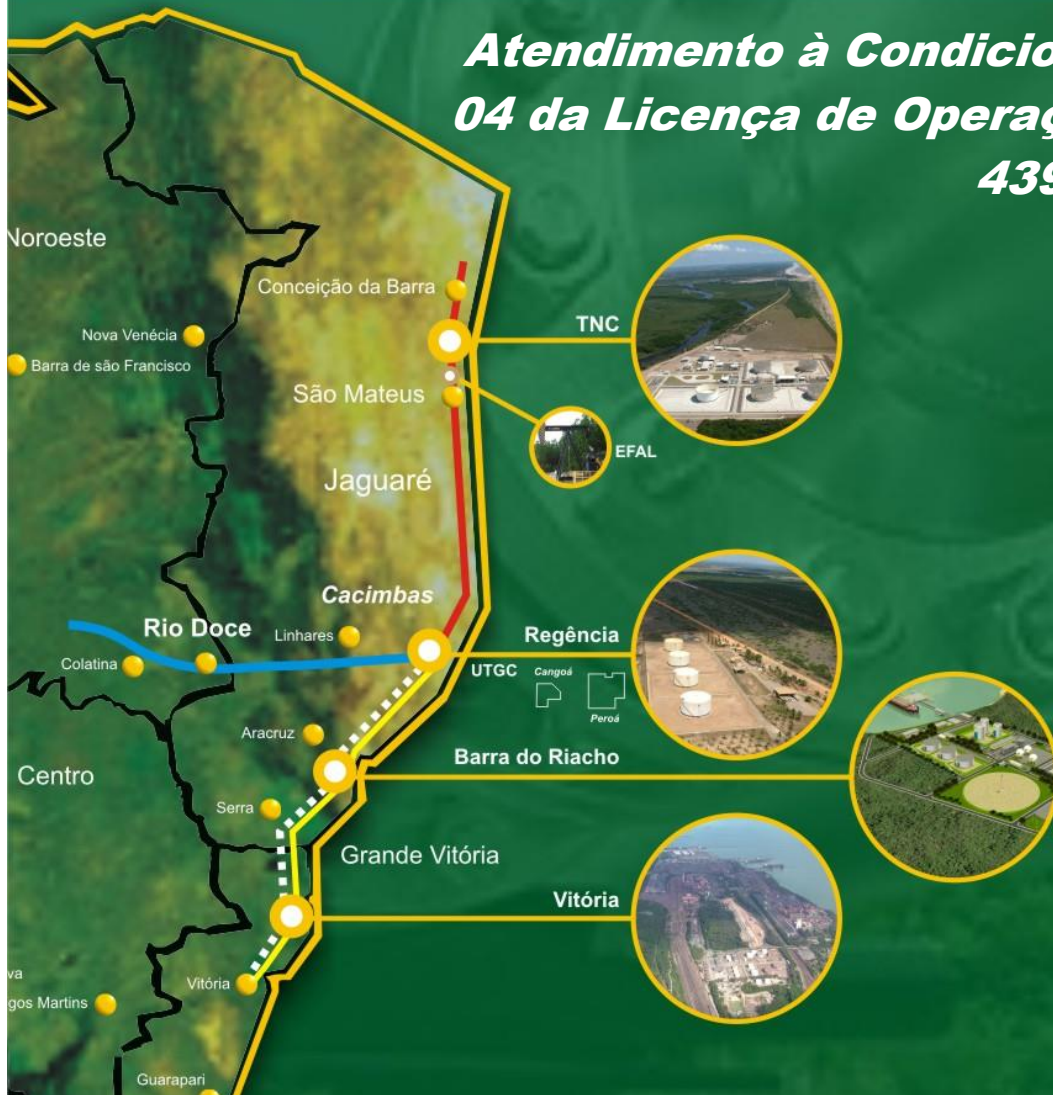 Atendimento à Condicio
04 da Licença de Operaç
439
Noroeste
Conceição da Barra
TNC
Nova Venécia
Barra de são Francisco
São Mateus
EFAL
Jaguaré
Cacimbas
Rio Doce
Linhares
Regência
Colatina
UTGC
Cangoá
Peroá
Aracruz
Barra do Riacho
Centro
Serra
Grande Vitória
Vitória
va
Vitória
gos Martins
Guarapari